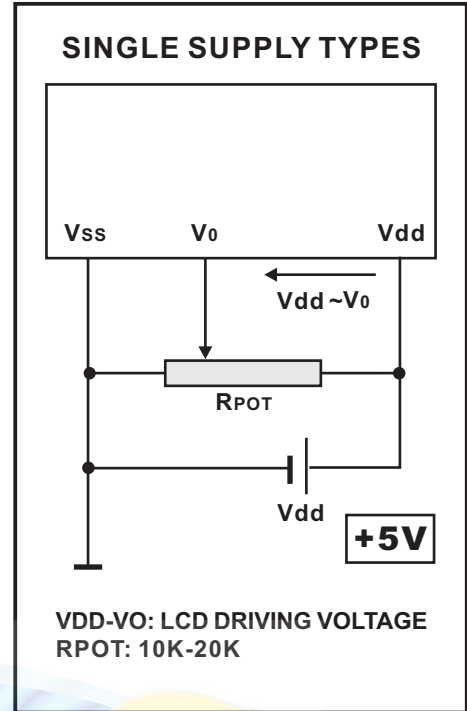 SINGLE SUPPLY TYPES
Vss V0 Vdd
Vdd ~V0
RPOT
Vdd
+5V
VDD-VO: LCD DRIVING VOLTAGE
RPOT: 10K-20K